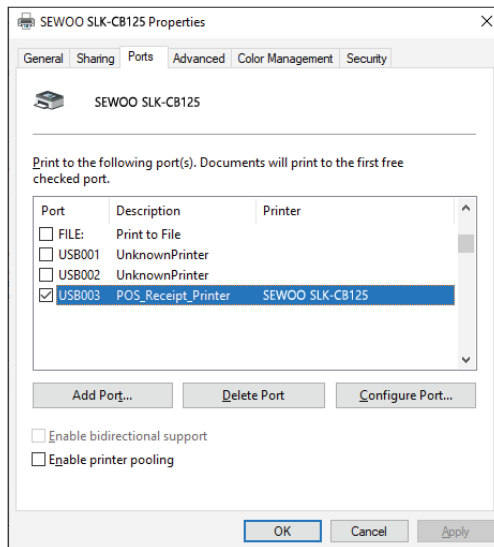 SEWOO SLK-CB125 Properties
General Sharing Ports Advanced Color Management Security
SEWOO SLK-CB125
Print to the following port(s). Documents will print to the first free
checked port.
Port Description Printer
FILE: Print to File
USB001 UnknownPrinter
USB002 UnknownPrinter
USB003 POS_Receipt_Printer SEWOO SLK-CB125
Add Port... Delete Port Configure Port...
Enable bidirectional support
Enable printer pooling
OK Cancel Apply